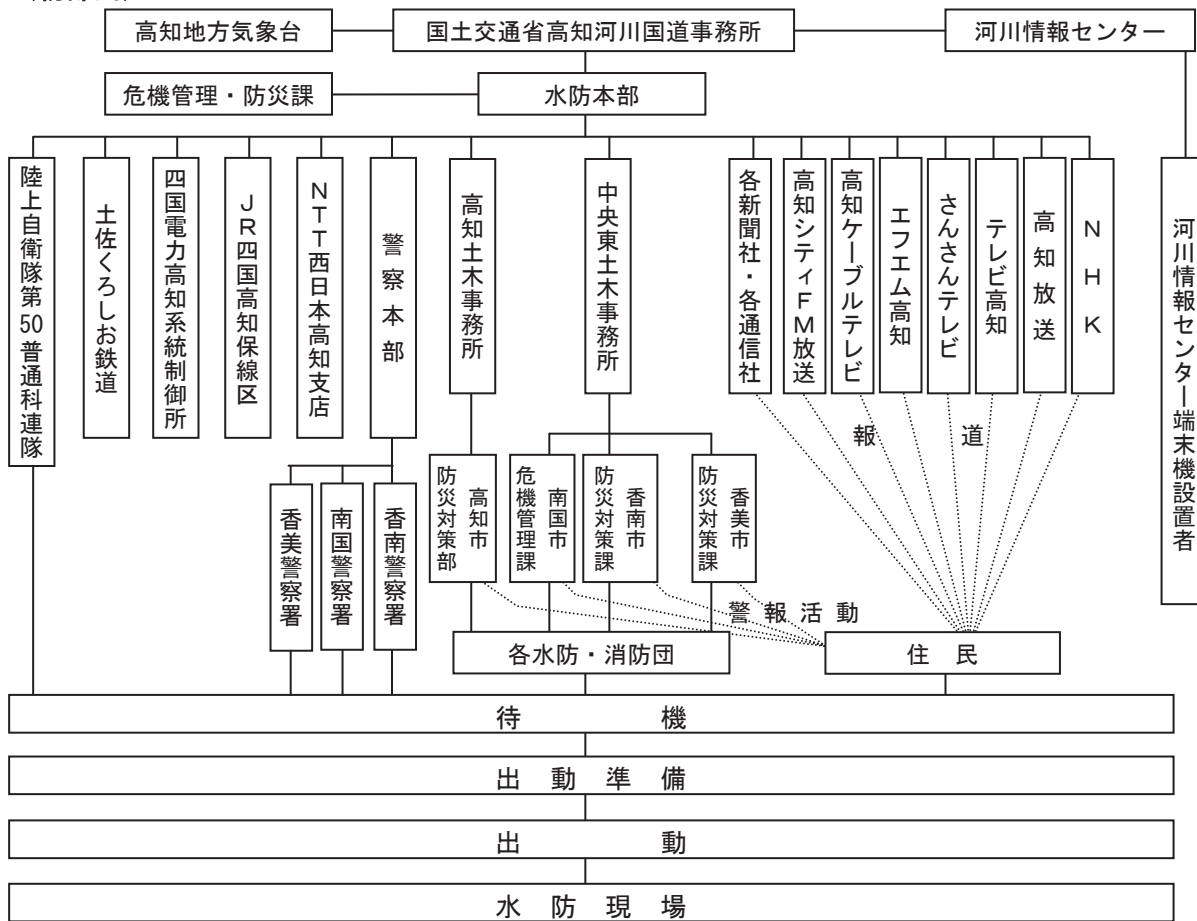 高知地方気象台
国土交通省高知河川国道事務所
河川情報センター
危機管理・防災課
水防本部
陸上自衛隊第50普通科連隊
土佐くろしお鉄道
四国電力高知系統制御所
JR四国高知保線区
NTT西日本高知支店
警察本部
高知土木事務所
中央東土木事務所
各新聞社・各通信社
高知シティFM放送
高知ケーブルテレビ
エフエム高知
さんさんテレビ
テレビ高知
高知放送
NHK
河川情報センター端末機設置者
報道
香美警察署
南国警察署
香南警察署
高知市
防災対策部
南国市
危機管理課
香南市
防災対策課
香美市
防災対策課
警報活動
各水防・消防団
住民
待機
出動準備
出動
水防現場